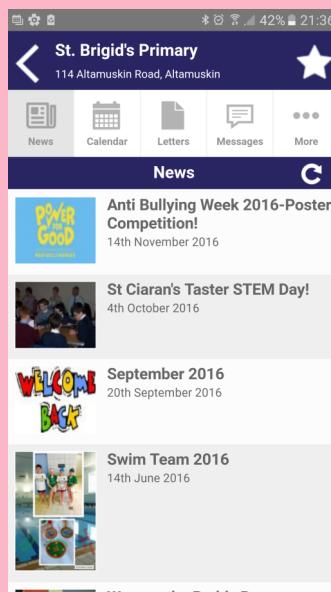 42% 21:36
St. Brigid's Primary
114 Altamuskin Road, Altamuskin
News Calendar Letters Messages More
News
Anti Bullying Week 2016-Poster
Competition!
14th November 2016
POWER
FOR
GOOD
St Ciaran's Taster STEM Day!
4th October 2016
WELCOME
BACK
September 2016
20th September 2016
Swim Team 2016
14th June 2016